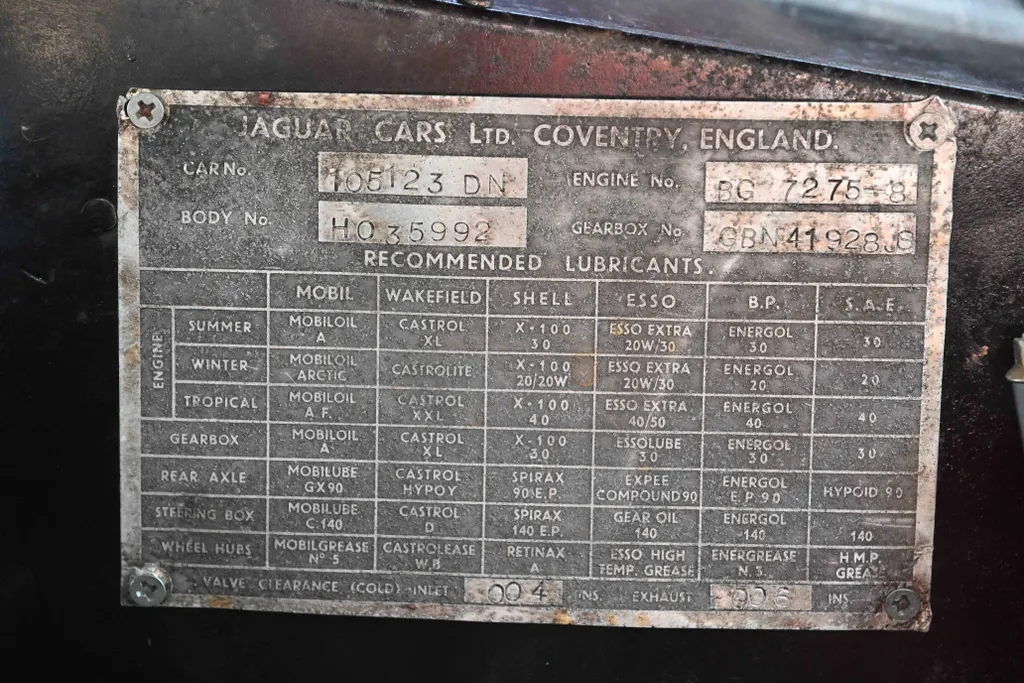 JAGUAR CARS LTD. COVENTRY, ENGLAND.
CAR No. 105123 DN ENGINE No. BG 7275-8
BODY No. HO 35992 GEARBOX No. GBN41928JS
RECOMMENDED LUBRICANTS.
MOBIL WAKEFIELD SHELL ESSO B.P. S.A.E.
ENGINE
SUMMER MOBILOIL A CASTROL XL X-100 30 ESSO EXTRA 20W/30 ENERGOL 30 30
WINTER MOBILOIL ARCTIC CASTROLITE X-100 20/20W ESSO EXTRA 20W/30 ENERGOL 20 20
TROPICAL MOBILOIL A.F. CASTROL XXL X-100 40 ESSO EXTRA 40/50 ENERGOL 40 40
GEARBOX MOBILOIL A CASTROL XL X-100 30 ESSOLUBE 30 ENERGOL 30 30
REAR AXLE MOBILUBE GX90 CASTROL HYPOY SPIRAX 90 E.P. EXPEE COMPOUND 90 ENERGOL E.P. 90 HYPOID 90
STEERING BOX MOBILUBE C.140 CASTROL D SPIRAX 140 E.P. GEAR OIL 140 ENERGOL 140 140
WHEEL HUBS MOBILGREASE No 5 CASTROLEASE W.B RETINAX A ESSO HIGH TEMP. GREASE ENERGREASE N.3 H.M.P. GREASE
VALVE CLEARANCE (COLD) INLET 004 INS. EXHAUST 006 INS